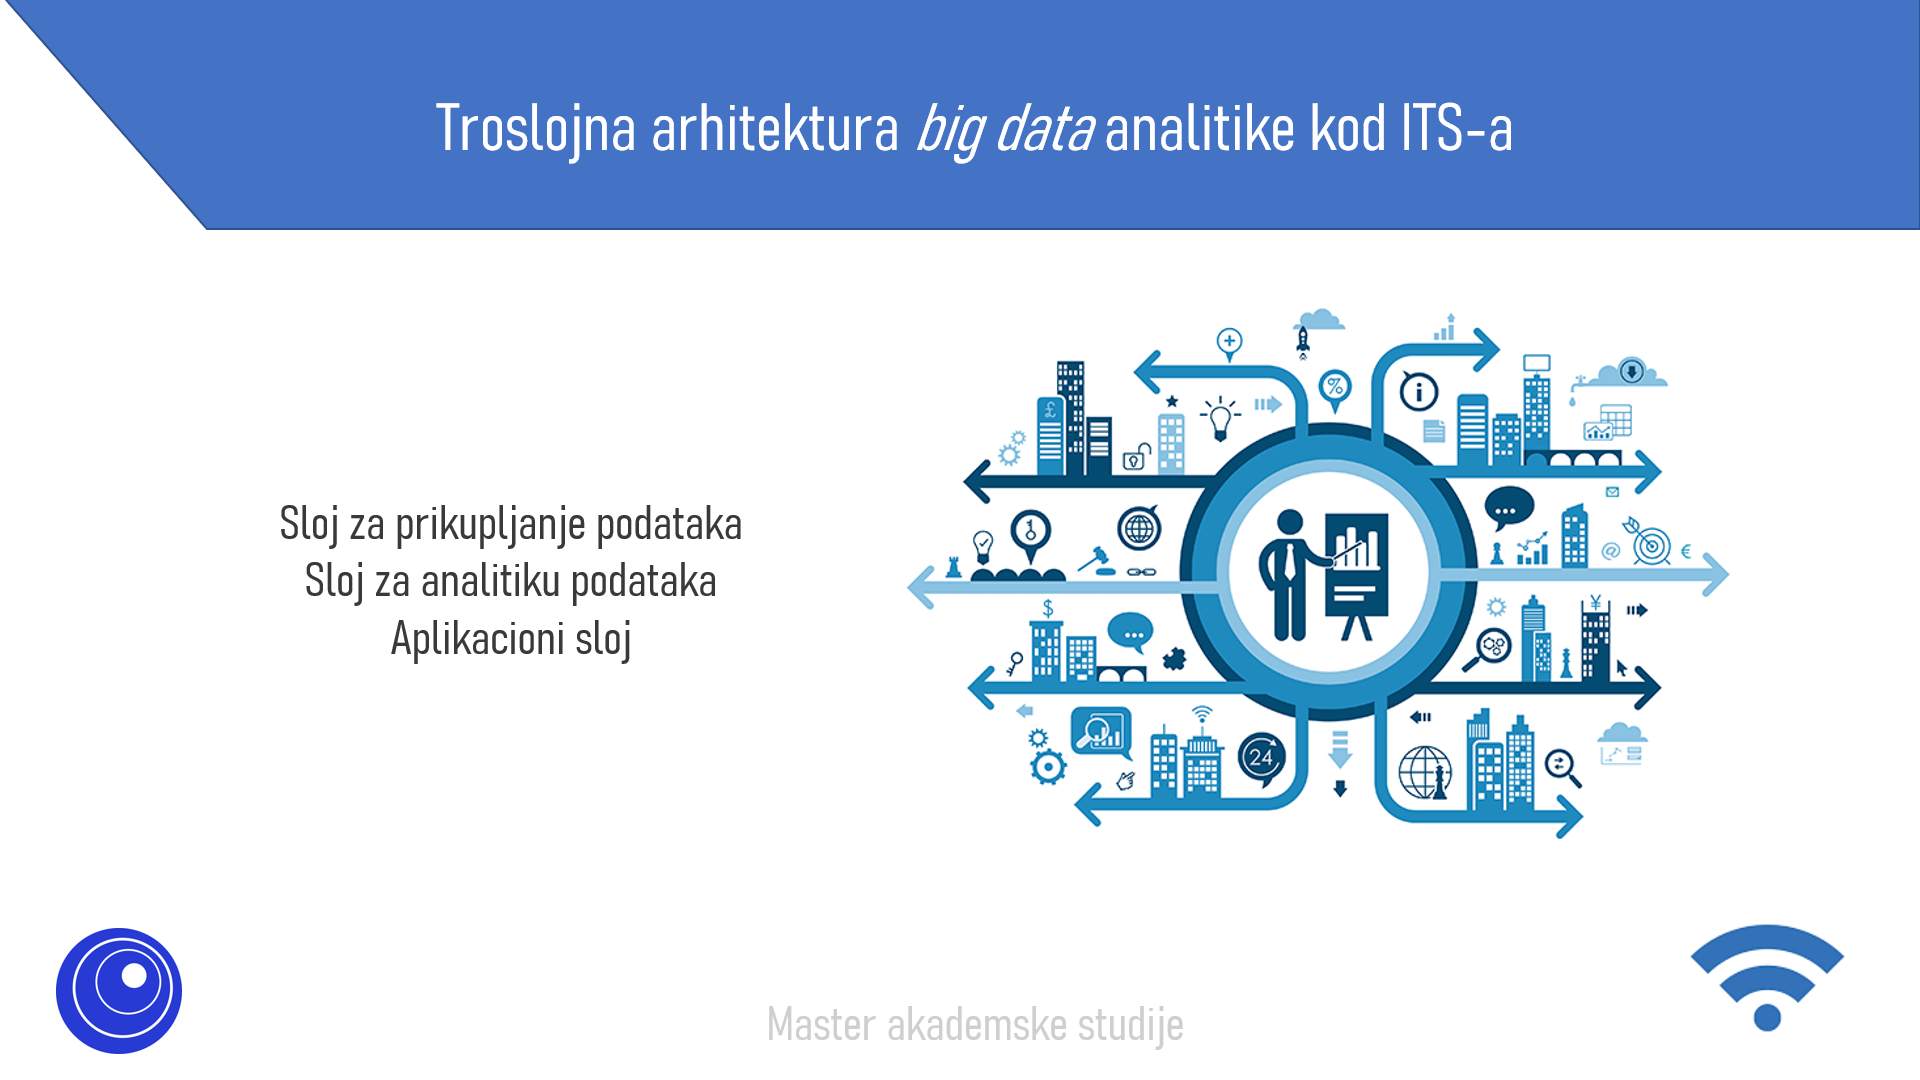 Troslojna arhitektura big data analitike kod ITS-a
Sloj za prikupljanje podataka
Sloj za analitiku podataka
Aplikacioni sloj
24
Master akademske studije